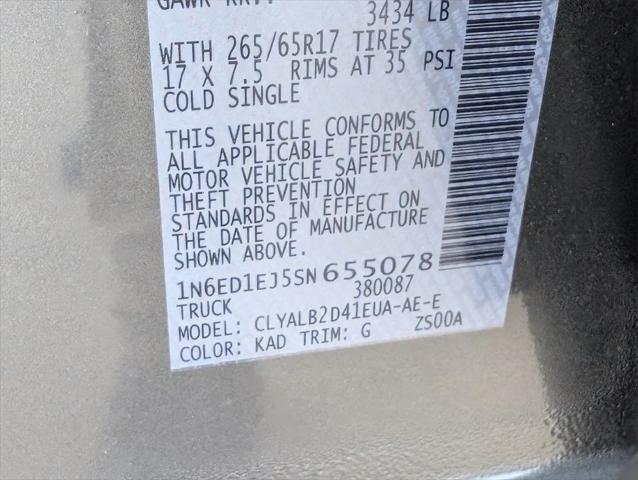 GAWR RR:
3434 LB
WITH 265/65R17 TIRES
17 X 7.5 RIMS AT 35 PSI
COLD SINGLE
THIS VEHICLE CONFORMS TO
ALL APPLICABLE FEDERAL
MOTOR VEHICLE SAFETY AND
THEFT PREVENTION
STANDARDS IN EFFECT ON
THE DATE OF MANUFACTURE
SHOWN ABOVE.
1N6ED1EJ5SN655078
TRUCK 380087
MODEL: CLYALB2D41EUA-AE-E
COLOR: KAD TRIM: G ZS00A